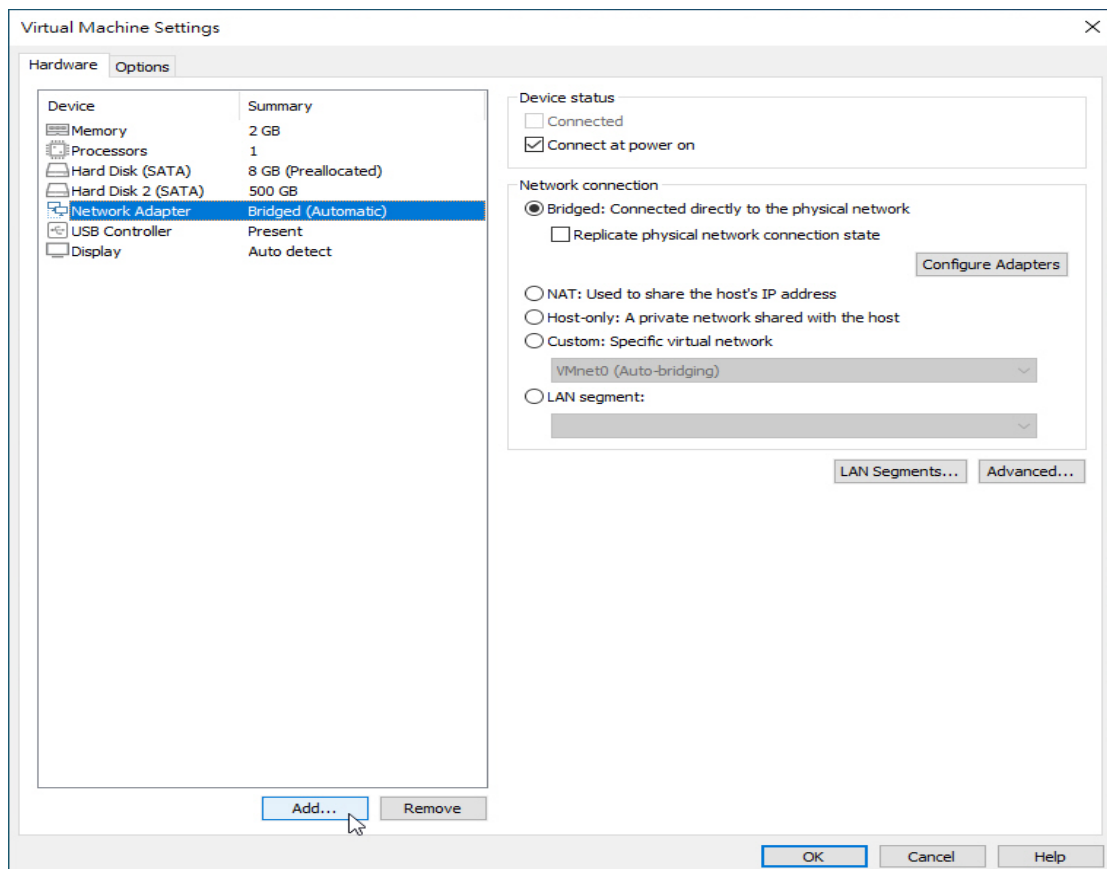 Virtual Machine Settings
Hardware Options
Device Summary
Memory 2 GB
Processors 1
Hard Disk (SATA) 8 GB (Preallocated)
Hard Disk 2 (SATA) 500 GB
Network Adapter Bridged (Automatic)
USB Controller Present
Display Auto detect
Add... Remove
Device status
Connected
Connect at power on
Network connection
Bridged: Connected directly to the physical network
Replicate physical network connection state
Configure Adapters
NAT: Used to share the host's IP address
Host-only: A private network shared with the host
Custom: Specific virtual network
VMnet0 (Auto-bridging)
LAN segment:
LAN Segments... Advanced...
OK Cancel Help